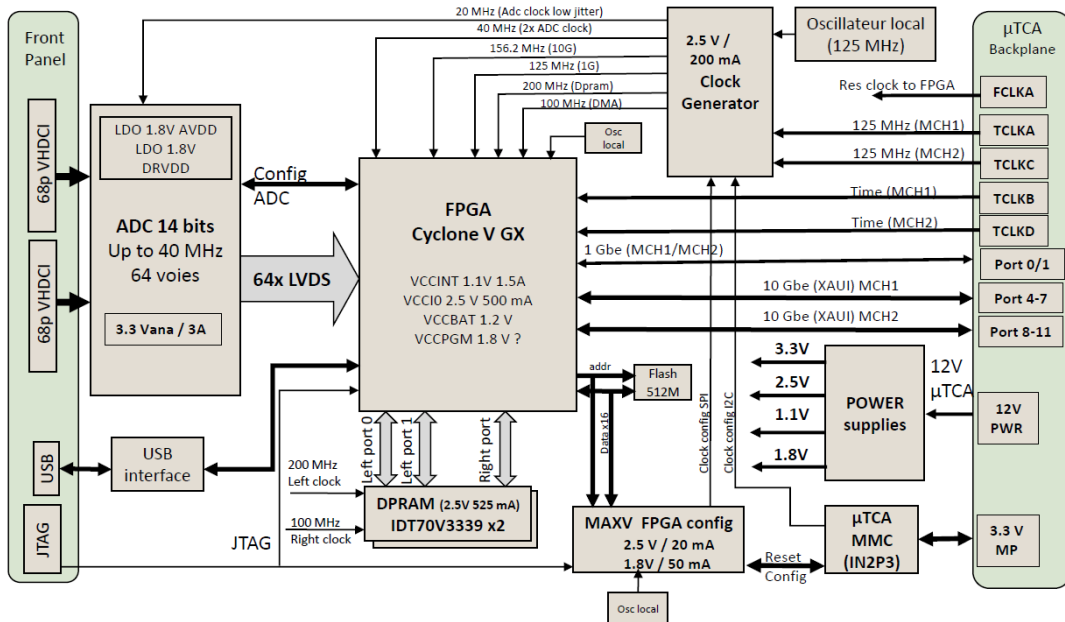 Front
Panel
68p VHDCI
68p VHDCI
USB
JTAG
LDO 1.8V AVDD
LDO 1.8V
DRVDD
ADC 14 bits
Up to 40 MHz
64 voies
3.3 Vana / 3A
USB
interface
20 MHz (Adc clock low jitter)
40 MHz (2x ADC clock)
156.2 MHz (10G)
125 MHz (1G)
200 MHz (Dpram)
100 MHz (DMA)
Config
ADC
64x LVDS
Osc
local
FPGA
Cyclone V GX
VCCINT 1.1V 1.5A
VCCI0 2.5 V 500 mA
VCCBAT 1.2 V
VCCPGM 1.8 V ?
2.5 V /
200 mA
Clock
Generator
Oscillateur local
(125 MHz)
µTCA
Backplane
Res clock to FPGA
FCLKA
125 MHz (MCH1)
TCLKA
125 MHz (MCH2)
TCLKC
Time (MCH1)
TCLKB
Time (MCH2)
TCLKD
1 Gbe (MCH1/MCH2)
Port 0/1
10 Gbe (XAUI) MCH1
Port 4-7
10 Gbe (XAUI) MCH2
Port 8-11
addr
Flash
512M
Data x16
Clock config SPI
Clock config I2C
3.3V
2.5V
1.1V
1.8V
POWER
supplies
12V
µTCA
12V
PWR
Left port 0
Left port 1
Right port
200 MHz
Left clock
100 MHz
Right clock
DPRAM (2.5V 525 mA)
IDT70V3339 x2
JTAG
MAXV FPGA config
2.5 V / 20 mA
1.8V / 50 mA
Osc local
Reset
Config
µTCA
MMC
(IN2P3)
3.3 V
MP